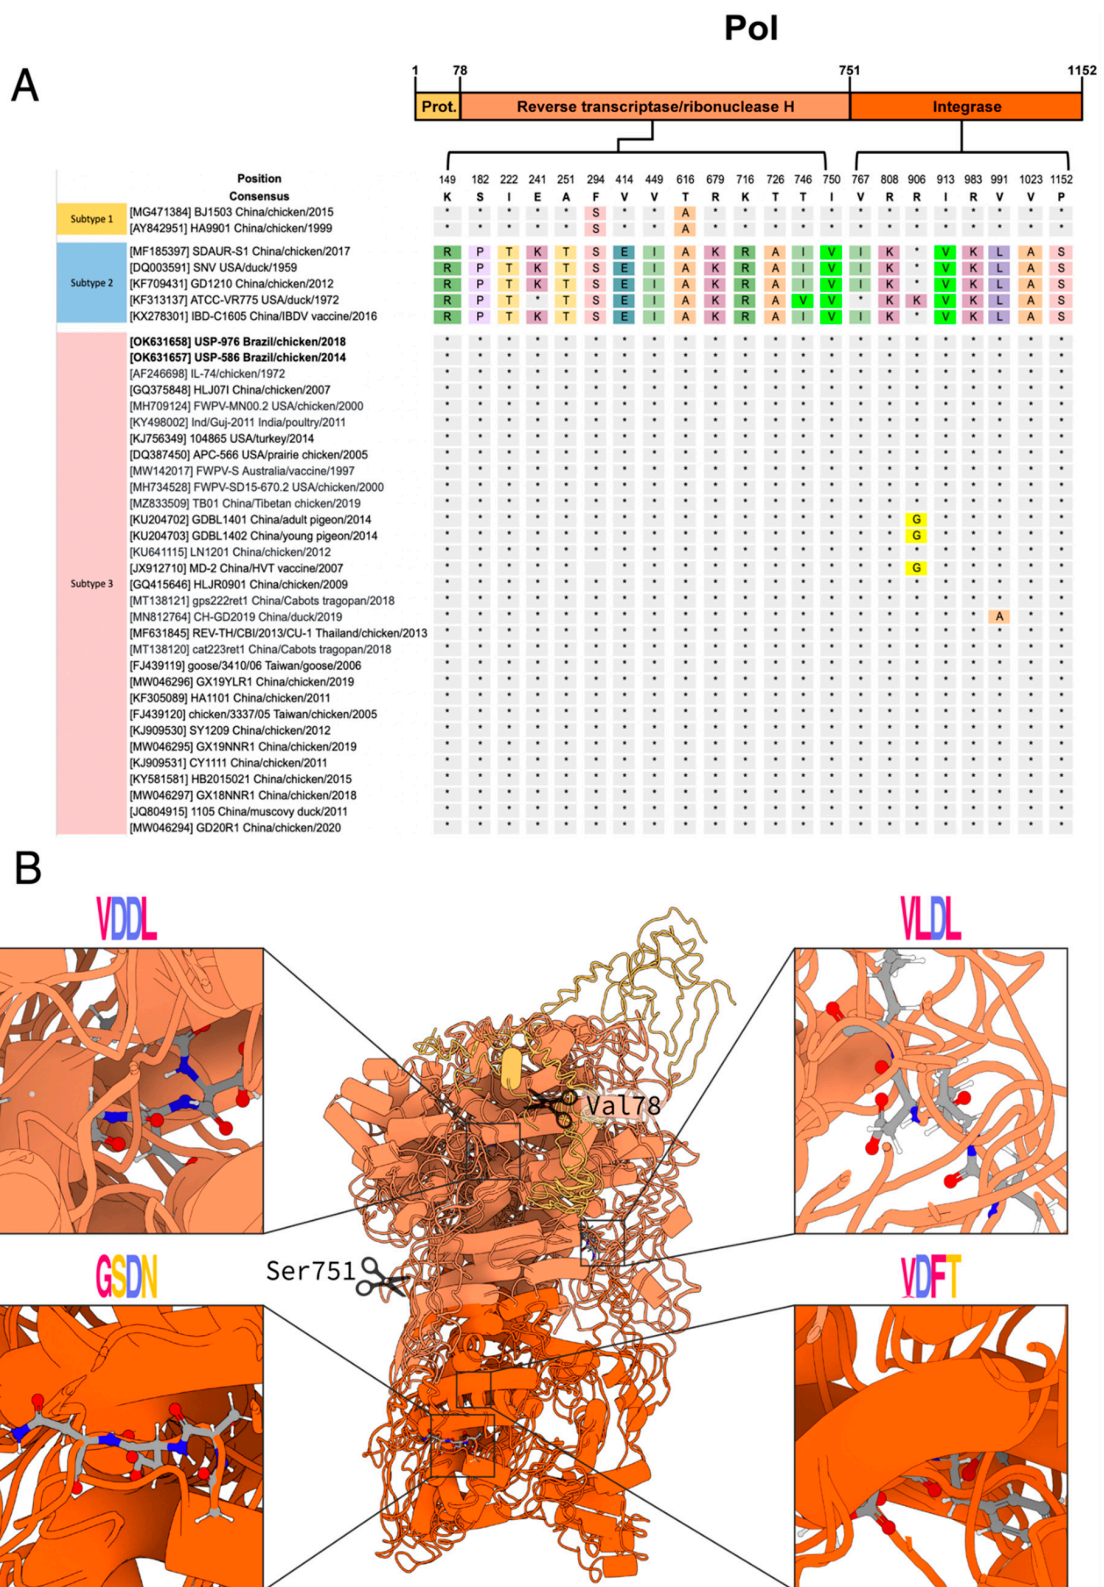 Pol
A
1 78 751 1152
Prot. Reverse transcriptase/ribonuclease H Integrase
Position 149 182 222 241 251 294 414 449 616 679 716 726 746 750 767 808 906 913 983 991 1023 1152
Consensus K S I E A F V V T R K T T I V R R I R V V P
Subtype 1
[MG471384] BJ1503 China/chicken/2015 * * * * * S * * A * * * * * * * * * * * * *
[AY842951] HA9901 China/chicken/1999 * * * * * S * * A * * * * * * * * * * * * *
Subtype 2
[MF185397] SDAUR-S1 China/chicken/2017 R P T K T S E I A K R A I V I K * V K L A S
[DQ003591] SNV USA/duck/1959 R P T K T S E I A K R A I V I K * V K L A S
[KF709431] GD1210 China/chicken/2012 R P T K T S E I A K R A I V I K * V K L A S
[KF313137] ATCC-VR775 USA/duck/1972 R P T * T S E I A K R A V V * K K V K L A S
[KX278301] IBD-C1605 China/IBDV vaccine/2016 R P T K T S E I A K R A I V I K * V K L A S
Subtype 3
[OK631658] USP-976 Brazil/chicken/2018 * * * * * * * * * * * * * * * * * * * * * *
[OK631657] USP-586 Brazil/chicken/2014 * * * * * * * * * * * * * * * * * * * * * *
[AF246698] IL-74/chicken/1972 * * * * * * * * * * * * * * * * * * * * * *
[GQ375848] HLJ07I China/chicken/2007 * * * * * * * * * * * * * * * * * * * * * *
[MH709124] FWPV-MN00.2 USA/chicken/2000 * * * * * * * * * * * * * * * * * * * * * *
[KY498002] Ind/Guj-2011 India/poultry/2011 * * * * * * * * * * * * * * * * * * * * * *
[KJ756349] 104865 USA/turkey/2014 * * * * * * * * * * * * * * * * * * * * * *
[DQ387450] APC-566 USA/prairie chicken/2005 * * * * * * * * * * * * * * * * * * * * * *
[MW142017] FWPV-S Australia/vaccine/1997 * * * * * * * * * * * * * * * * * * * * * *
[MH734528] FWPV-SD15-670.2 USA/chicken/2000 * * * * * * * * * * * * * * * * * * * * * *
[MZ833509] TB01 China/Tibetan chicken/2019 * * * * * * * * * * * * * * * * * * * * * *
[KU204702] GDBL1401 China/adult pigeon/2014 * * * * * * * * * * * * * * * * G * * * * *
[KU204703] GDBL1402 China/young pigeon/2014 * * * * * * * * * * * * * * * * G * * * * *
[KU641115] LN1201 China/chicken/2012 * * * * * * * * * * * * * * * * * * * * * *
[JX912710] MD-2 China/HVT vaccine/2007 * * * * * * * * * * * * * * * G * * * * *
[GQ415646] HLJR0901 China/chicken/2009 * * * * * * * * * * * * * * * * * * * * * *
[MT138121] gps222ret1 China/Cabots tragopan/2018 * * * * * * * * * * * * * * * * * * * * * *
[MN812764] CH-GD2019 China/duck/2019 * * * * * * * * * * * * * * * * * * * A * *
[MF631845] REV-TH/CBI/2013/CU-1 Thailand/chicken/2013 * * * * * * * * * * * * * * * * * * * * * *
[MT138120] cat223ret1 China/Cabots tragopan/2018 * * * * * * * * * * * * * * * * * * * * * *
[FJ439119] goose/3410/06 Taiwan/goose/2006 * * * * * * * * * * * * * * * * * * * * * *
[MW046296] GX19YLR1 China/chicken/2019 * * * * * * * * * * * * * * * * * * * * * *
[KF305089] HA1101 China/chicken/2011 * * * * * * * * * * * * * * * * * * * * * *
[FJ439120] chicken/3337/05 Taiwan/chicken/2005 * * * * * * * * * * * * * * * * * * * * * *
[KJ909530] SY1209 China/chicken/2012 * * * * * * * * * * * * * * * * * * * * * *
[MW046295] GX19NNR1 China/chicken/2019 * * * * * * * * * * * * * * * * * * * * * *
[KJ909531] CY1111 China/chicken/2011 * * * * * * * * * * * * * * * * * * * * * *
[KY581581] HB2015021 China/chicken/2015 * * * * * * * * * * * * * * * * * * * * * *
[MW046297] GX18NNR1 China/chicken/2018 * * * * * * * * * * * * * * * * * * * * * *
[JQ804915] 1105 China/muscovy duck/2011 * * * * * * * * * * * * * * * * * * * * * *
[MW046294] GD20R1 China/chicken/2020 * * * * * * * * * * * * * * * * * * * * * *
B
VDDL
VLDL
Val78
Ser751
GSDN
VDFT